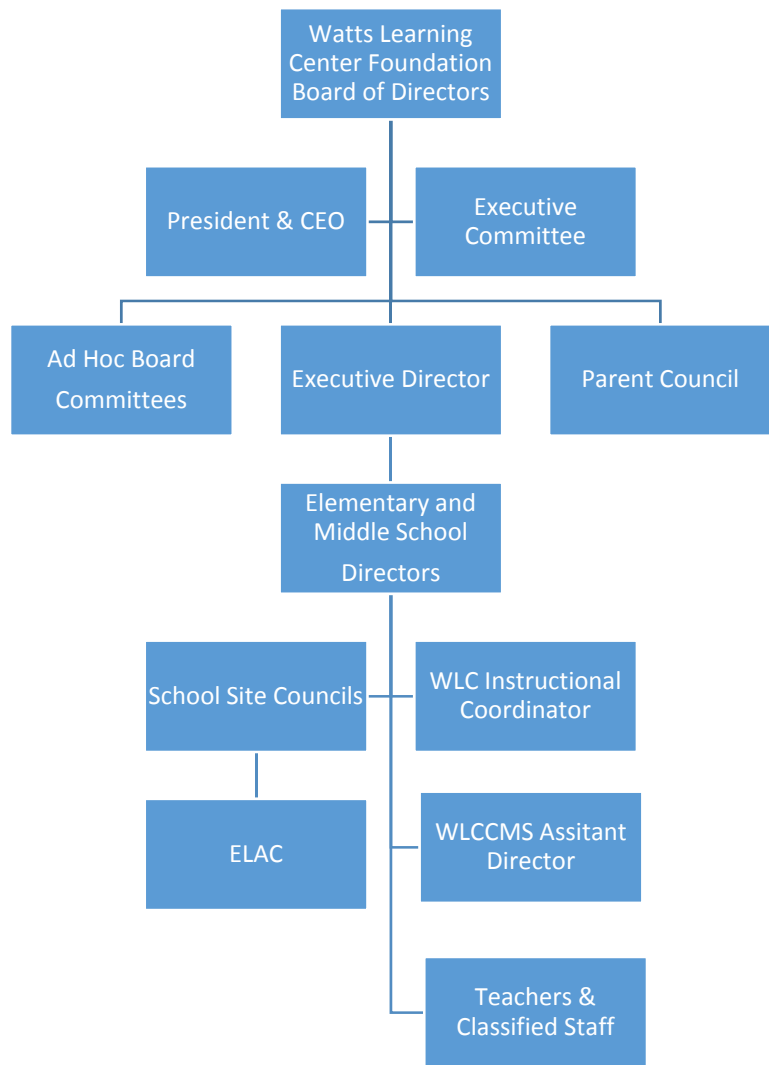 Watts Learning
Center Foundation
Board of Directors
President & CEO
Executive
Committee
Ad Hoc Board
Committees
Executive Director
Parent Council
Elementary and
Middle School
Directors
School Site Councils
WLC Instructional
Coordinator
ELAC
WLCCMS Assitant
Director
Teachers &
Classified Staff